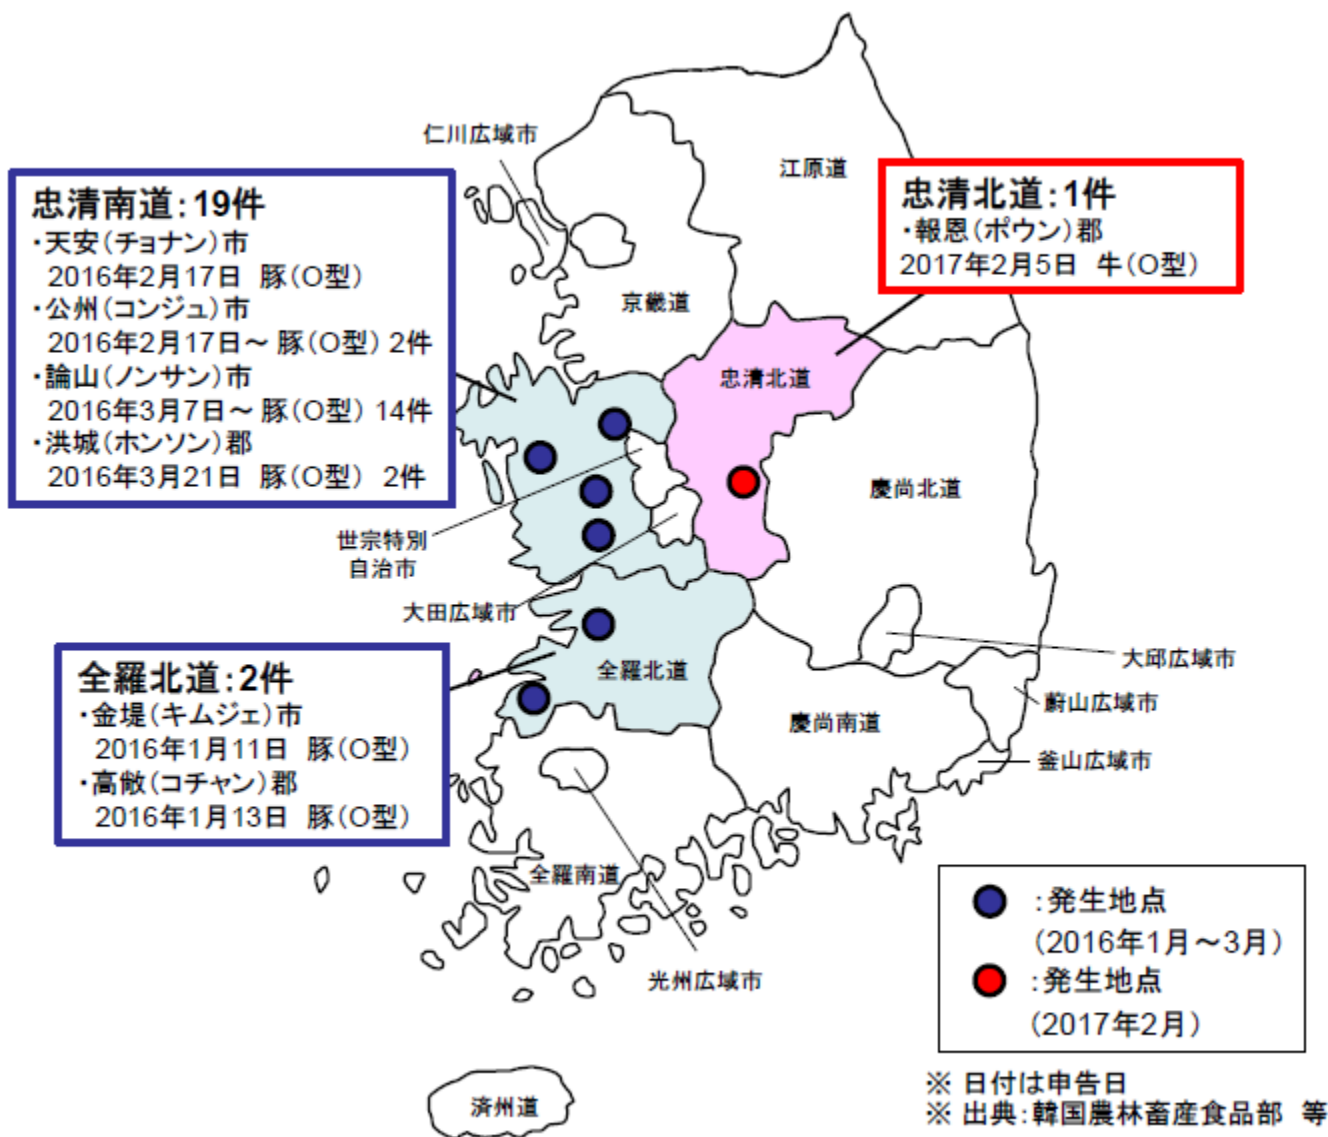 仁川広域市
江原道
忠清南道：19件
・天安（チョナン）市
2016年2月17日 豚（O型）
・公州（コンジュ）市
2016年2月17日～ 豚（O型） 2件
・論山（ノンサン）市
2016年3月7日～ 豚（O型） 14件
・洪城（ホンソン）郡
2016年3月21日 豚（O型） 2件
忠清北道：1件
・報恩（ポウン）郡
2017年2月5日 牛（O型）
京畿道
忠清北道
慶尚北道
世宗特別
自治市
大田広域市
全羅北道：2件
・金堤（キムジェ）市
2016年1月11日 豚（O型）
・高敞（コチャン）郡
2016年1月13日 豚（O型）
全羅北道
大邱広域市
蔚山広域市
慶尚南道
釜山広域市
全羅南道
光州広域市
済州道
：発生地点
（2016年1月～3月）
：発生地点
（2017年2月）
※ 日付は申告日
※ 出典：韓国農林畜産食品部 等